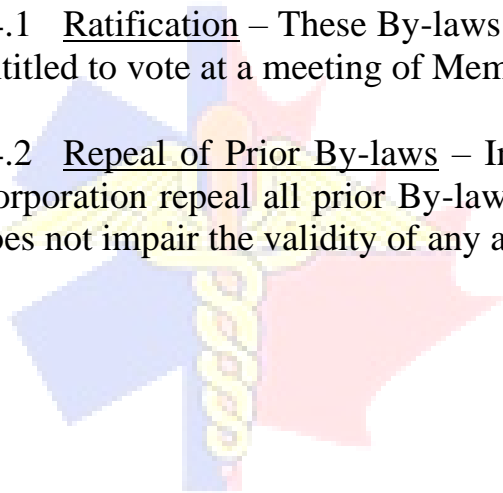 .1 Ratification – These By-laws
titled to vote at a meeting of Mem
.2 Repeal of Prior By-laws – In
orporation repeal all prior By-law
oes not impair the validity of any a